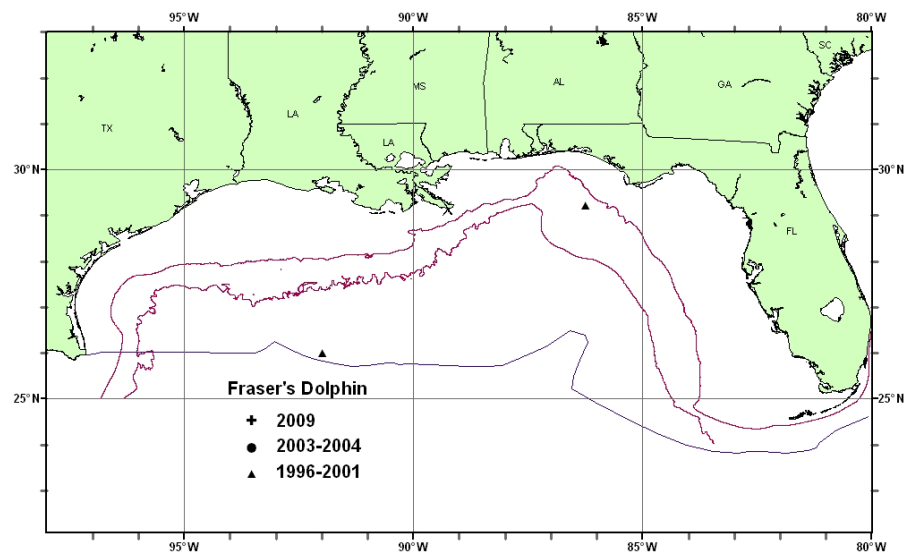 95°W 90°W 85°W 80°W
SC
MS AL GA
TX LA
LA
30°N 30°N
FL
Fraser's Dolphin
25°N 25°N
2009
2003-2004
1996-2001
95°W 90°W 85°W 80°W